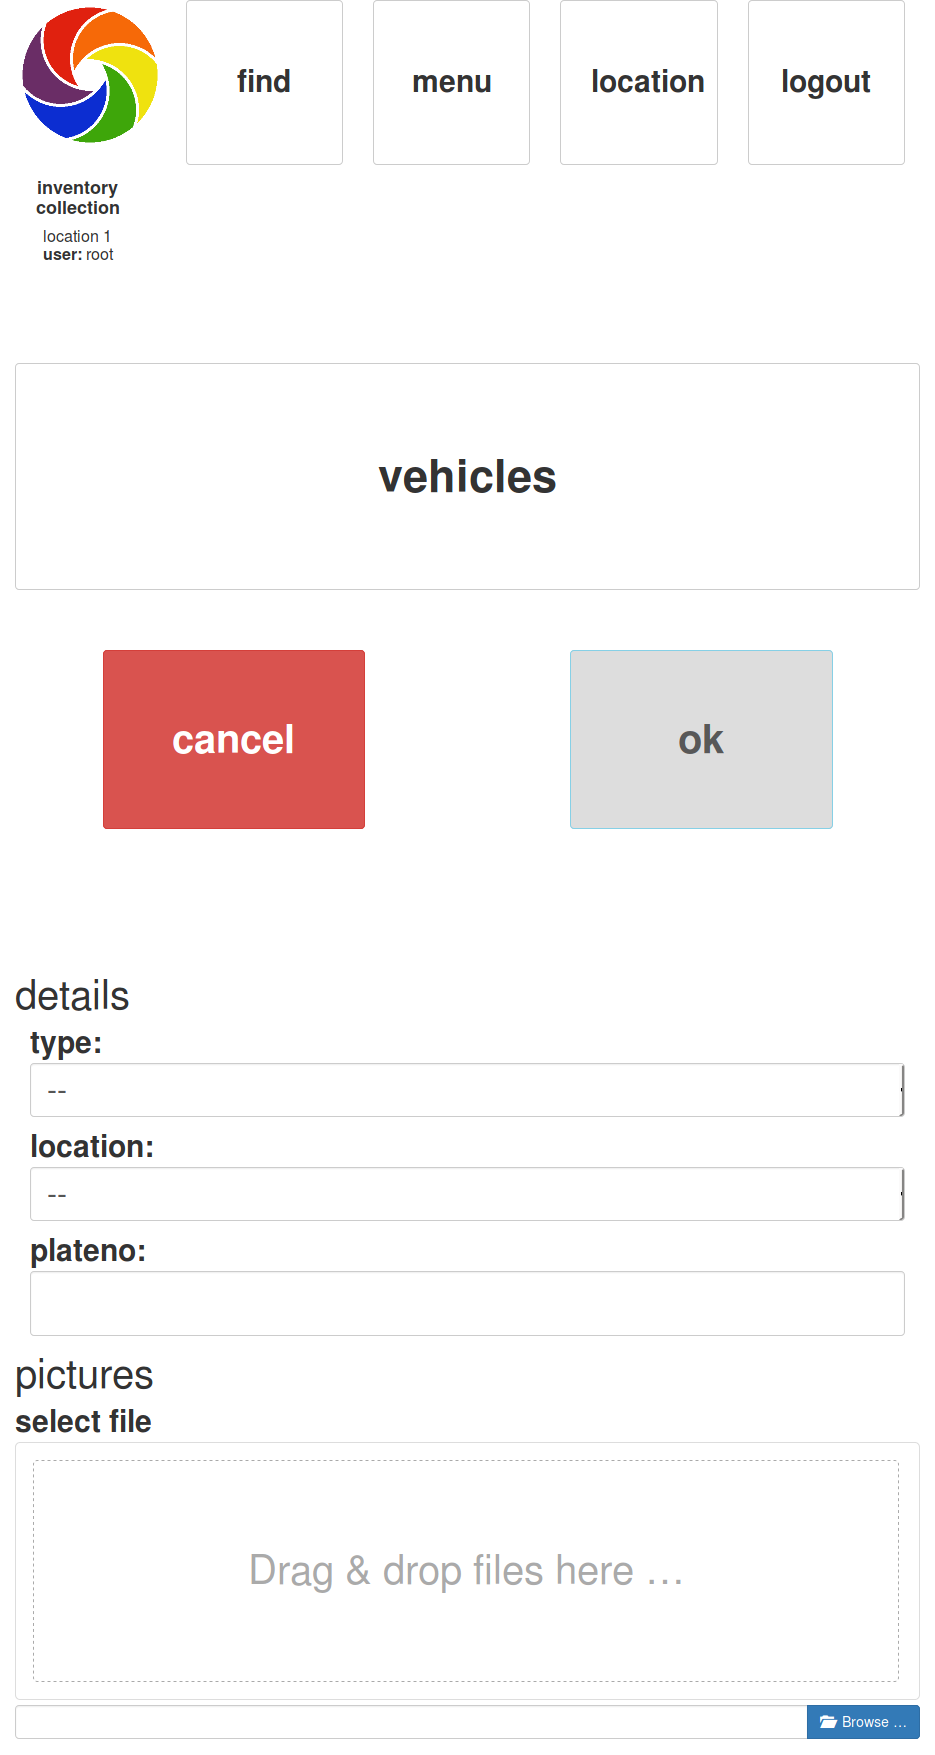 find
menu
location
logout
inventory
collection
location 1
user: root
vehicles
cancel
ok
details
type:
--
location:
--
plateno:
pictures
select file
Drag & drop files here …
Browse …